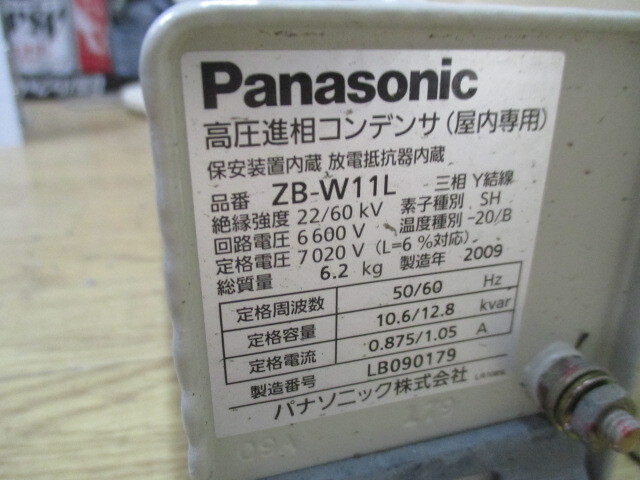 Panasonic
高圧進相コンデンサ(屋内専用)
保安装置内蔵 放電抵抗器内蔵
品番 ZB-W11L 三相 Y結線
絶縁強度 22/60 kV 素子種別 SH
回路電圧 6600 V 温度種別 -20/B
定格電圧 7020 V (L=6%対応)
総質量 6.2 kg 製造年 2009
定格周波数 50/60 Hz
定格容量 10.6/12.8 kvar
定格電流 0.875/1.05 A
製造番号 LB090179
パナソニック株式会社
09A 179